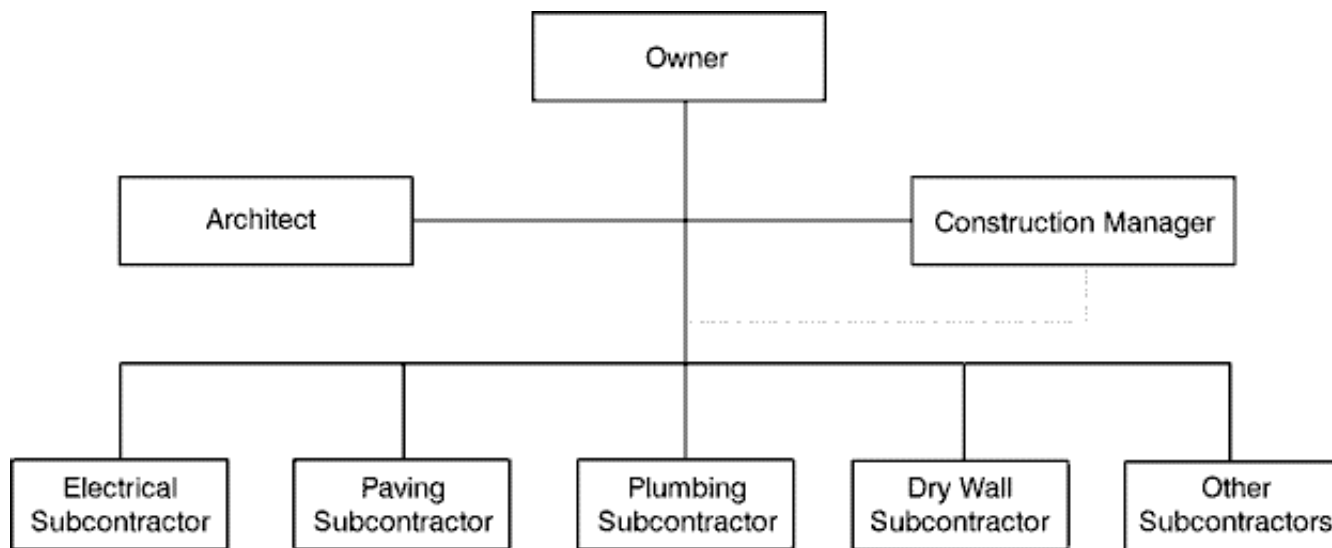 Owner
Architect
Construction Manager
Electrical
Subcontractor
Paving
Subcontractor
Plumbing
Subcontractor
Dry Wall
Subcontractor
Other
Subcontractors